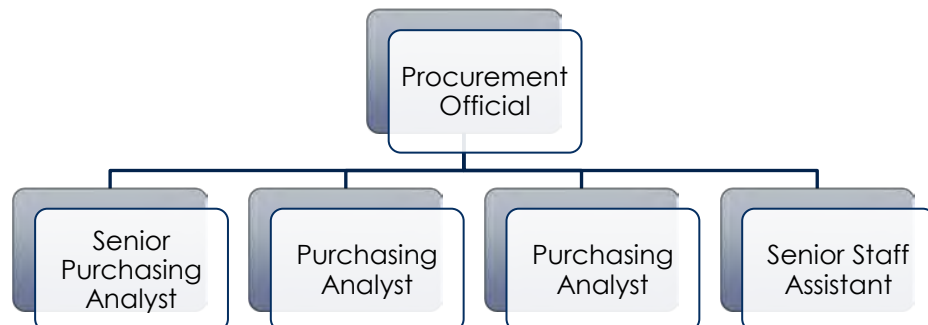 Procurement
Official
Senior
Purchasing
Analyst
Purchasing
Analyst
Purchasing
Analyst
Senior Staff
Assistant